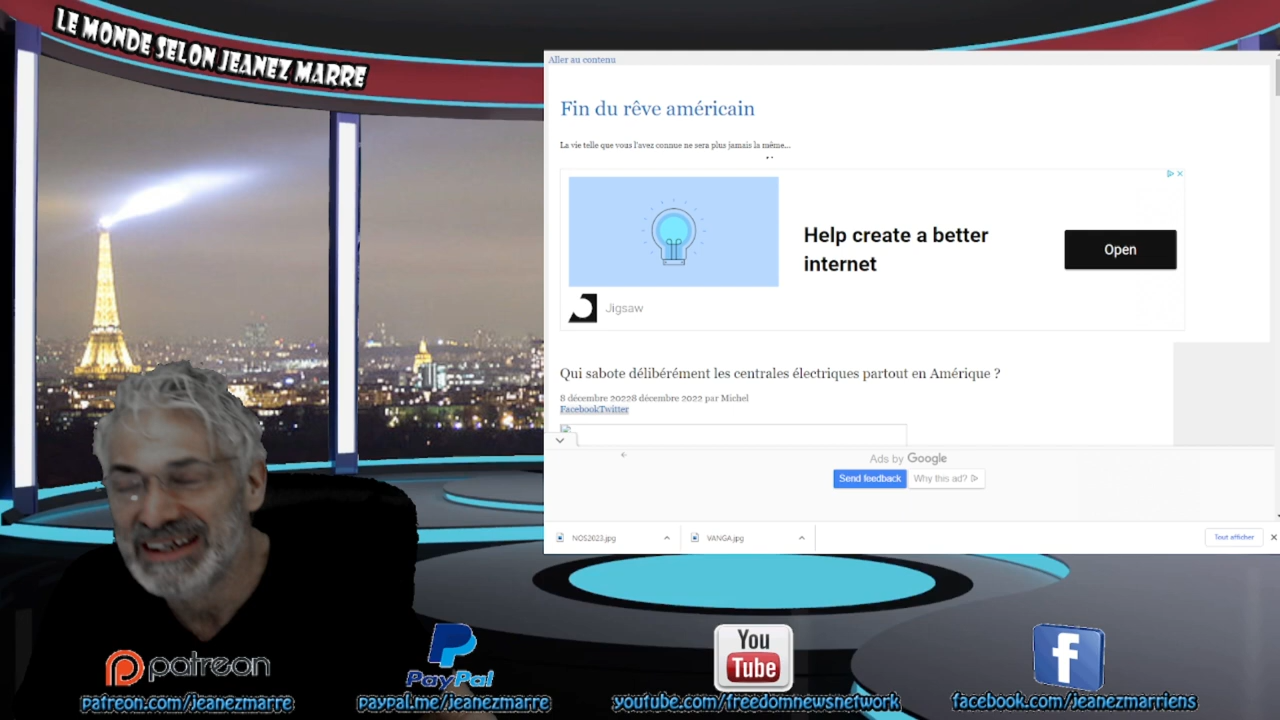 LE MONDE SELON JEANEZ MARRE
Aller au contenu
Fin du rêve américain
La vie telle que vous l'avez connue ne sera plus jamais la même...
Help create a better
internet
Open
Jigsaw
Qui sabote délibérément les centrales électriques partout en Amérique ?
8 décembre 20228 décembre 2022 par Michel
FacebookTwitter
Ads by Google
Send feedback
Why this ad?
NOS2023.jpg
VANGA.jpg
Tout afficher
patreon
PayPal
You
Tube
f
patreon.com/jeanezmarre
paypal.me/jeanezmarre
youtube.com/freedomnewsnetwork
facebook.com/jeanezmarriens